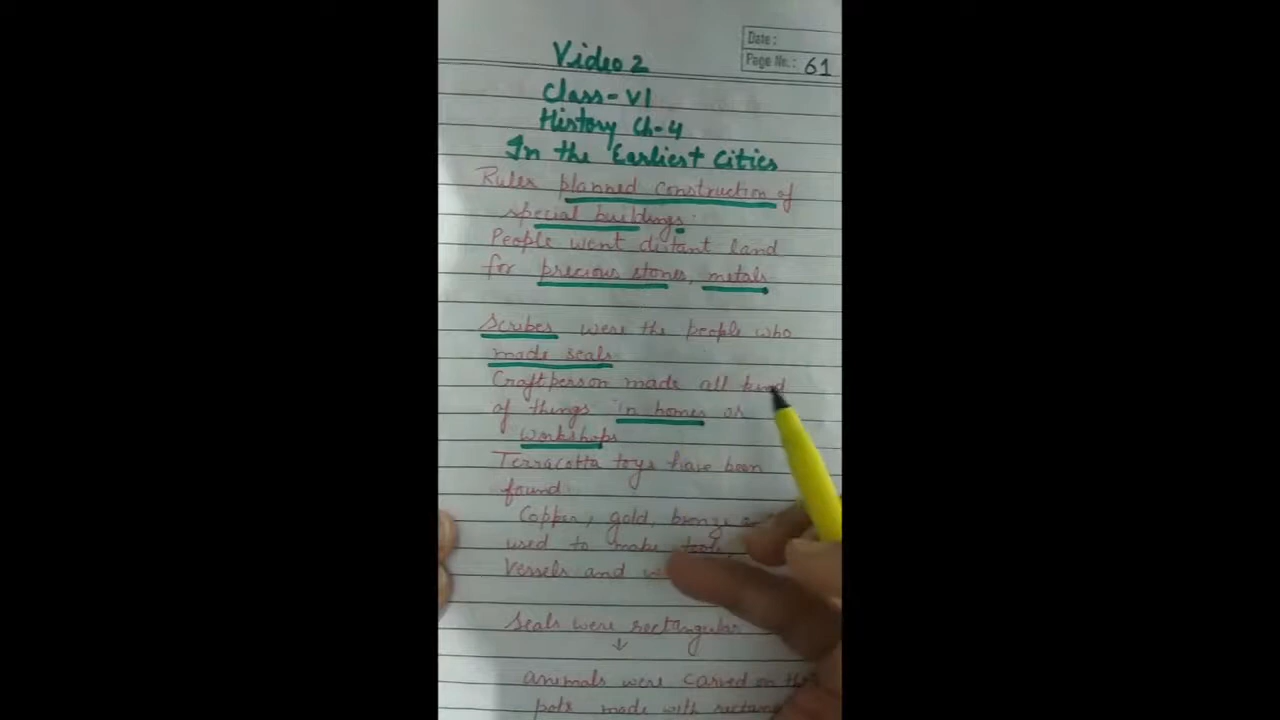 Date :
Page No. : 61
Video 2
Class - VI
History Ch-4
In the Earliest Cities
Ruler planned construction of
special buildings.
People went distant land
for precious stones, metals
Scribes were the people who
made seals
Craftperson made all kind
of things in homes or
workshops
Terracotta toys have been
found.
Copper, gold, bronze
used to make tools,
Vessels and
Seals were rectangular
↓
animals were carved on
pots made with